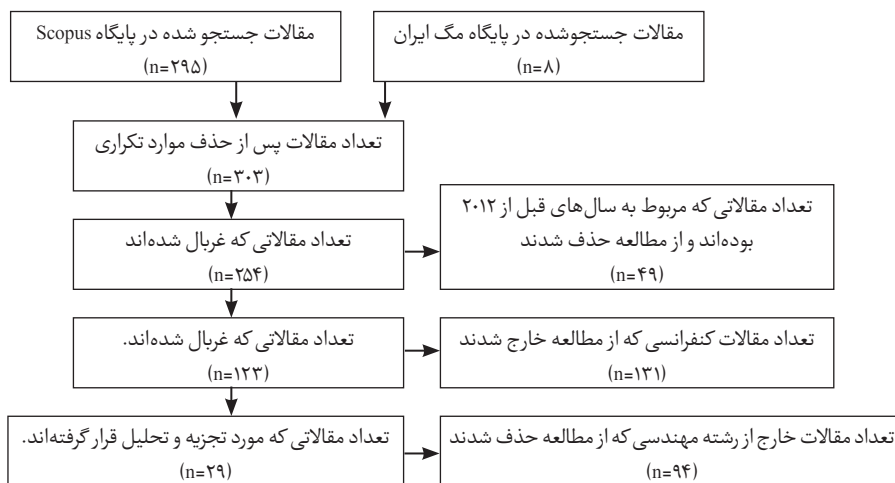 مقالات جستجوشده در پایگاه مگ ایران
(n=۸)
مقالات جستجو شده در پایگاه Scopus
(n=۲۹۵)
تعداد مقالات پس از حذف موارد تکراری
(n=۳۰۳)
تعداد مقالاتی که غربال شده‌اند
(n=۲۵۴)
تعداد مقالاتی که مربوط به سال‌های قبل از ۲۰۱۲
بوده‌اند و از مطالعه حذف شدند
(n=۴۹)
تعداد مقالاتی که غربال شده‌اند.
(n=۱۲۳)
تعداد مقالات کنفرانسی که از مطالعه خارج شدند
(n=۱۳۱)
تعداد مقالاتی که مورد تجزیه و تحلیل قرار گرفته‌اند.
(n=۲۹)
تعداد مقالات خارج از رشته مهندسی که از مطالعه حذف شدند
(n=۹۴)